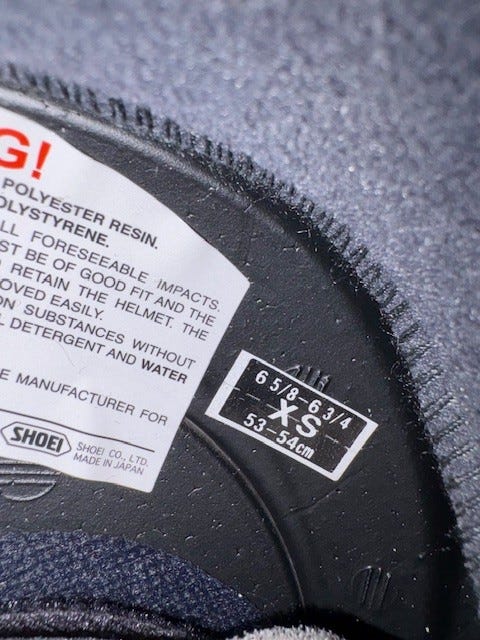 G!
POLYESTER RESIN.
OLYSTYRENE.
ALL FORESEEABLE IMPACTS.
ST BE OF GOOD FIT AND THE
RETAIN THE HELMET. THE
OVED EASILY.
ON SUBSTANCES WITHOUT
L DETERGENT AND WATER
E MANUFACTURER FOR
SHOEI SHOEI CO., LTD.
MADE IN JAPAN
6 5/8-6 3/4
XS
53-54cm